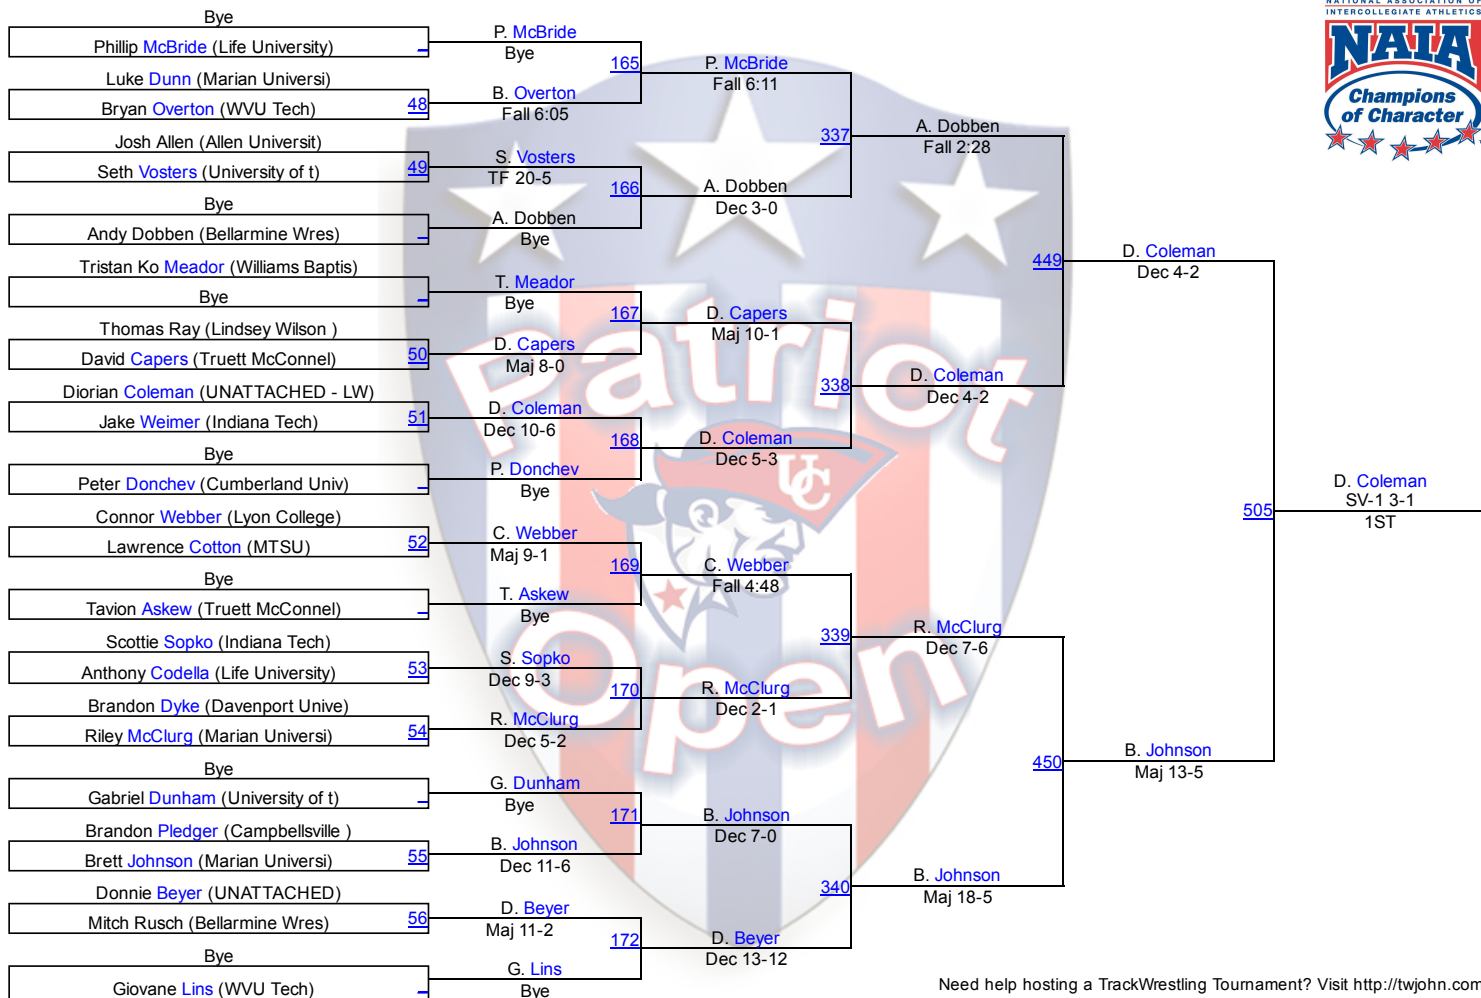 Bye
Phillip McBride (Life University)
Luke Dunn (Marian Universi)
Bryan Overton (WVU Tech)
48
Josh Allen (Allen Universit)
Seth Vosters (University of t)
49
Bye
Andy Dobben (Bellarmine Wres)
Tristan Ko Meador (Williams Baptis)
Bye
Thomas Ray (Lindsey Wilson )
David Capers (Truett McConnel)
50
Diorian Coleman (UNATTACHED - LW)
Jake Weimer (Indiana Tech)
51
Bye
Peter Donchev (Cumberland Univ)
Connor Webber (Lyon College)
Lawrence Cotton (MTSU)
52
Bye
Tavion Askew (Truett McConnel)
Scottie Sopko (Indiana Tech)
Anthony Codella (Life University)
53
Brandon Dyke (Davenport Unive)
Riley McClurg (Marian Universi)
54
Bye
Gabriel Dunham (University of t)
Brandon Pledger (Campbellsville )
Brett Johnson (Marian Universi)
55
Donnie Beyer (UNATTACHED)
Mitch Rusch (Bellarmine Wres)
56
Bye
Giovane Lins (WVU Tech)
P. McBride
Bye
165
B. Overton
Fall 6:05
S. Vosters
TF 20-5
166
A. Dobben
Bye
T. Meador
Bye
167
D. Capers
Maj 8-0
D. Coleman
Dec 10-6
168
P. Donchev
Bye
C. Webber
Maj 9-1
169
T. Askew
Bye
S. Sopko
Dec 9-3
170
R. McClurg
Dec 5-2
G. Dunham
Bye
171
B. Johnson
Dec 11-6
D. Beyer
Maj 11-2
172
G. Lins
Bye
P. McBride
Fall 6:11
337
A. Dobben
Dec 3-0
D. Capers
Maj 10-1
338
D. Coleman
Dec 5-3
C. Webber
Fall 4:48
339
R. McClurg
Dec 2-1
B. Johnson
Dec 7-0
340
D. Beyer
Dec 13-12
A. Dobben
Fall 2:28
449
D. Coleman
Dec 4-2
R. McClurg
Dec 7-6
450
B. Johnson
Maj 18-5
D. Coleman
Dec 4-2
505
B. Johnson
Maj 13-5
D. Coleman
SV-1 3-1
1ST
Patriot
UC
Open
NATIONAL ASSOCIATION OF
INTERCOLLEGIATE ATHLETICS
NAIA
Champions
of Character
Need help hosting a TrackWrestling Tournament? Visit http://twjohn.com